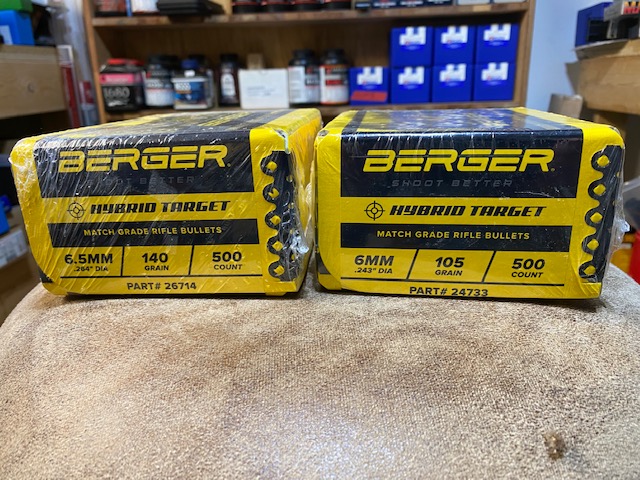 BERGER
SHOOT BETTER
HYBRID TARGET
MATCH GRADE RIFLE BULLETS
6.5MM
.264" DIA
140
GRAIN
500
COUNT
PART# 26714
BERGER
SHOOT BETTER
HYBRID TARGET
MATCH GRADE RIFLE BULLETS
6MM
.243" DIA
105
GRAIN
500
COUNT
PART# 24733